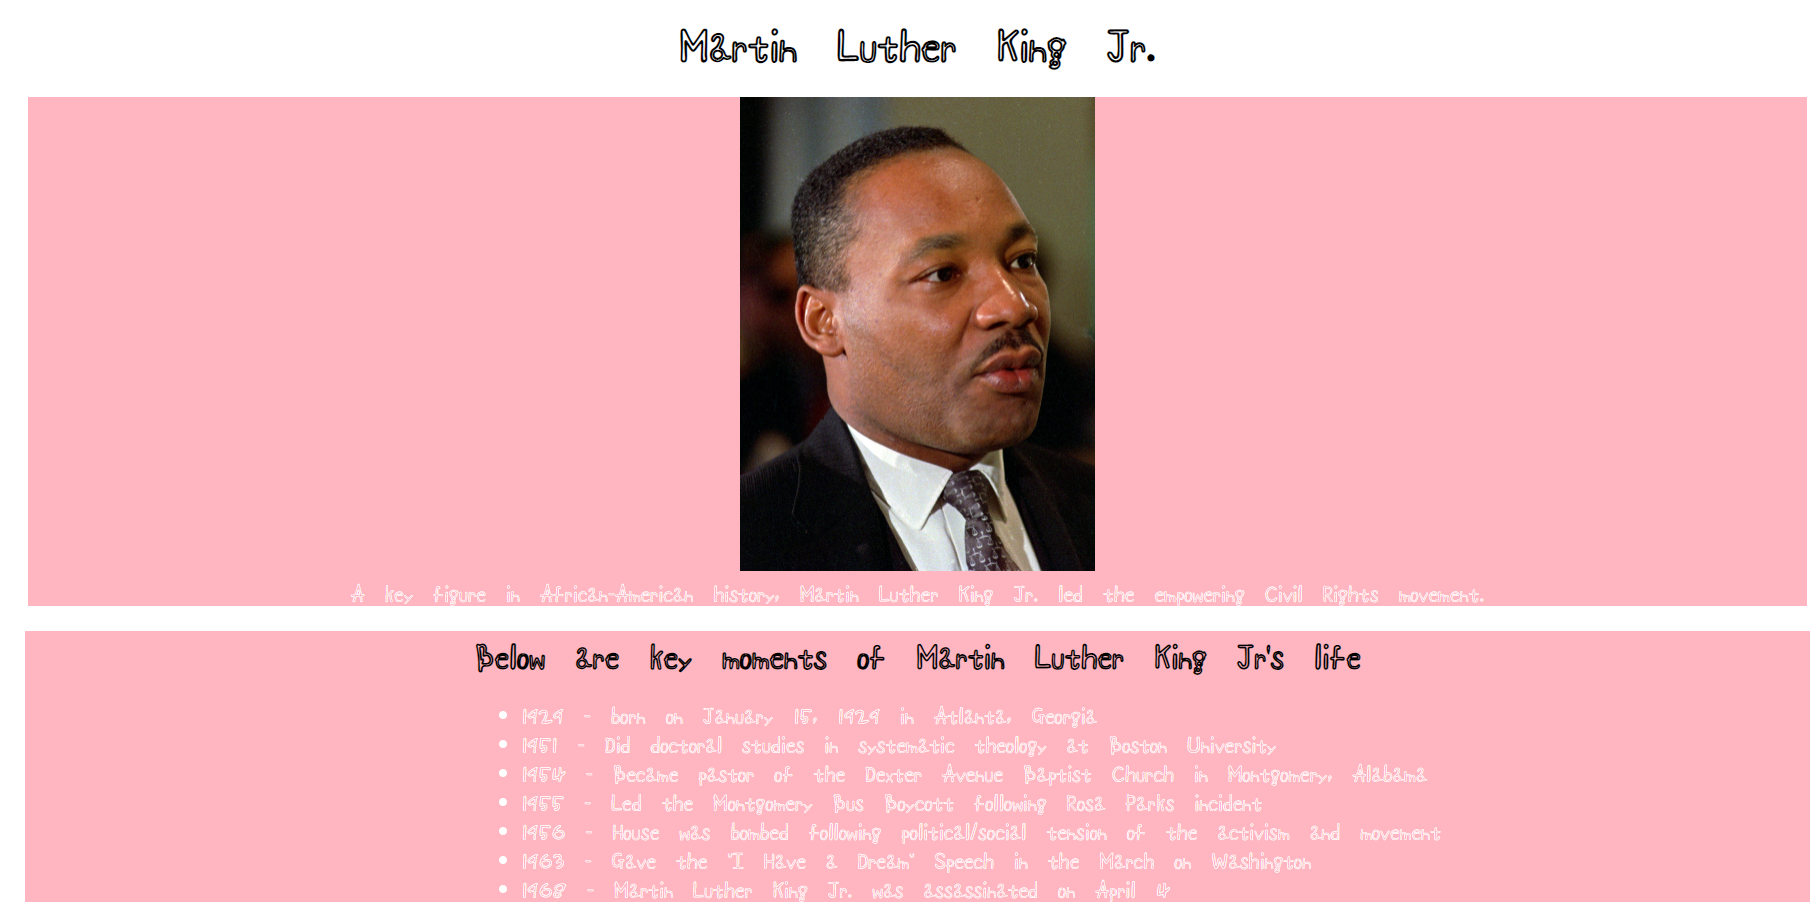 Martin Luther King Jr.
A key figure in African-American history, Martin Luther King Jr. led the empowering Civil Rights movement.
Below are key moments of Martin Luther King Jr's life
1929 - born on January 15, 1929 in Atlanta, Georgia
1951 - Did doctoral studies in systematic theology at Boston University
1954 - Became pastor of the Dexter Avenue Baptist Church in Montgomery, Alabama
1955 - Led the Montgomery Bus Boycott following Rosa Parks incident
1956 - House was bombed following political/social tension of the activism and movement
1963 - Gave the "I Have a Dream" Speech in the March on Washington
1968 - Martin Luther King Jr. was assassinated on April 4